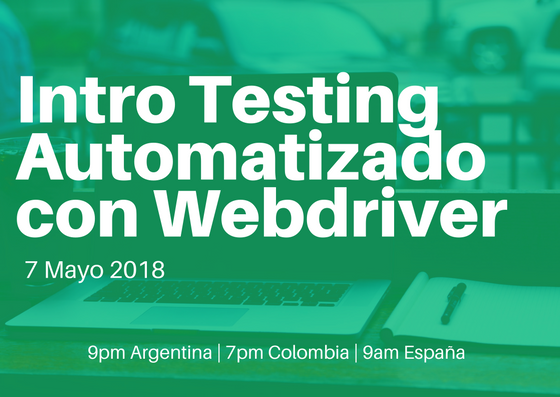 Intro Testing
Automatizado
con Webdriver
7 Mayo 2018
9pm Argentina | 7pm Colombia | 9am España